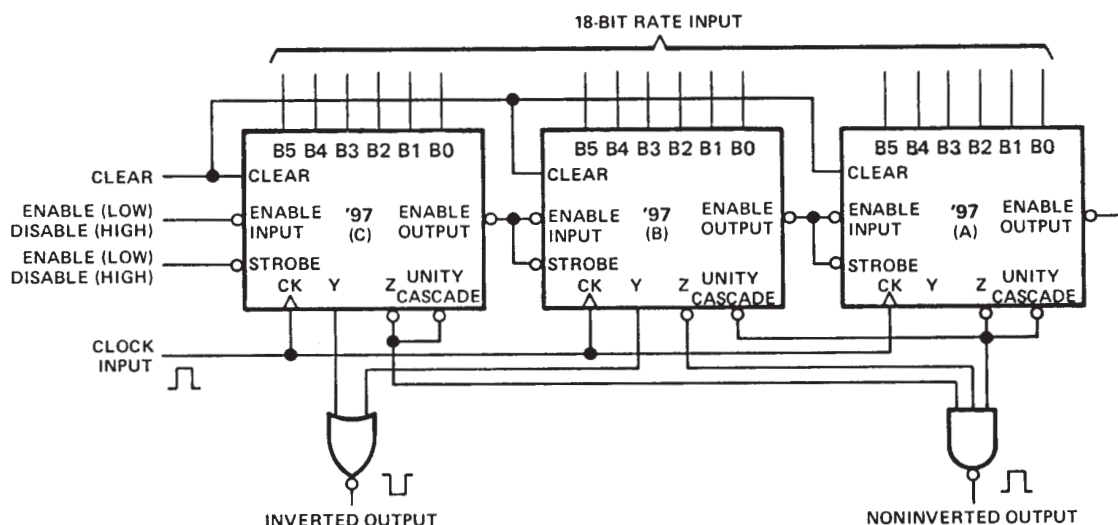 18-BIT RATE INPUT
B5 B4 B3 B2 B1 B0
B5 B4 B3 B2 B1 B0
B5 B4 B3 B2 B1 B0
CLEAR
CLEAR
CLEAR
CLEAR
ENABLE (LOW)
DISABLE (HIGH)
ENABLE INPUT
'97
(C)
ENABLE OUTPUT
ENABLE INPUT
'97
(B)
ENABLE OUTPUT
ENABLE INPUT
'97
(A)
ENABLE OUTPUT
ENABLE (LOW)
DISABLE (HIGH)
STROBE
STROBE
STROBE
CK Y Z UNITY CASCADE
CK Y Z UNITY CASCADE
CK Y Z UNITY CASCADE
CLOCK
INPUT
INVERTED OUTPUT
NONINVERTED OUTPUT